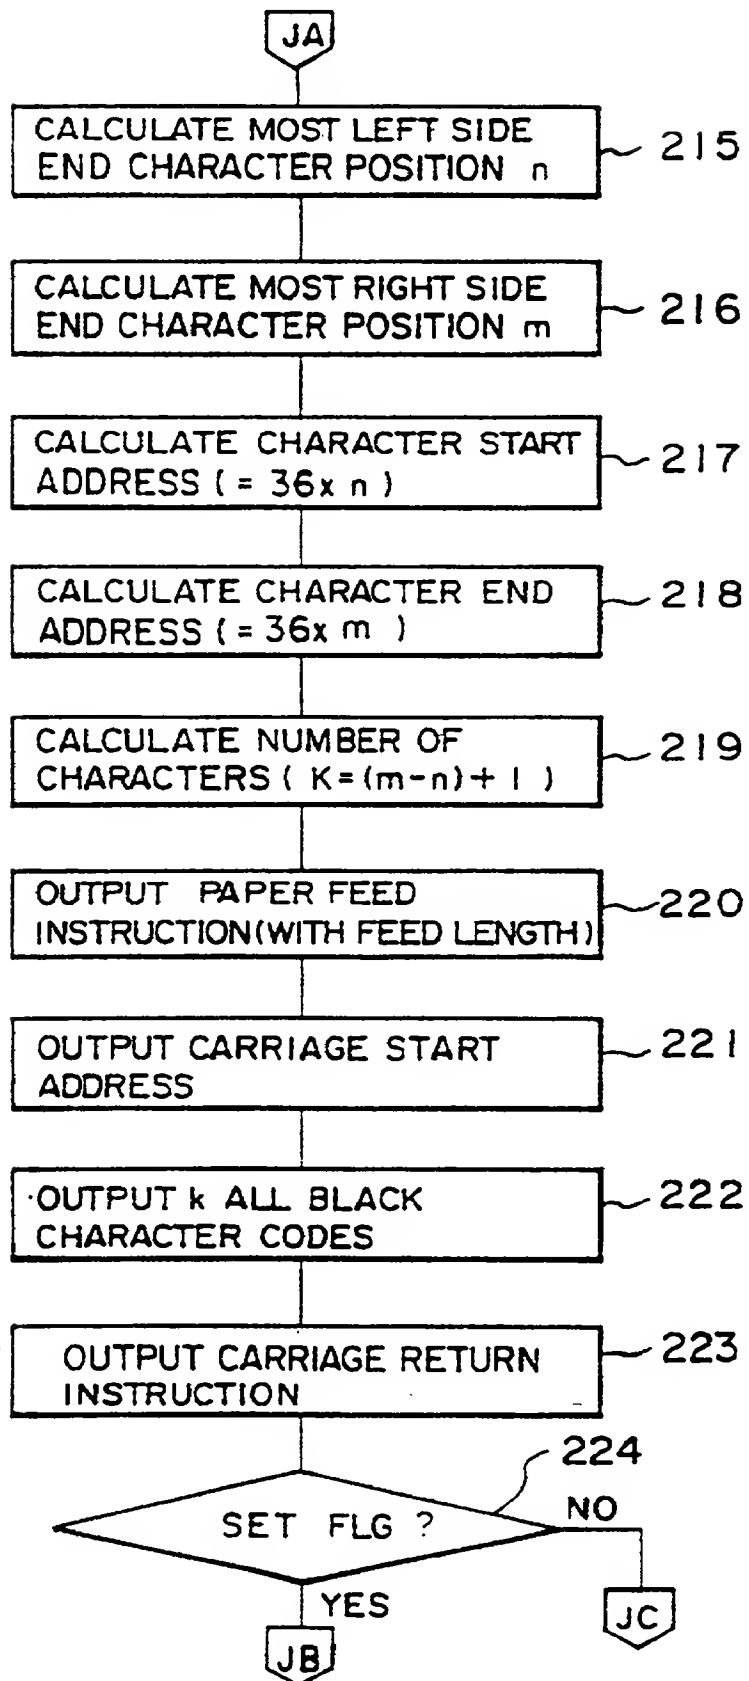 JA
CALCULATE MOST LEFT SIDE
END CHARACTER POSITION n
215
CALCULATE MOST RIGHT SIDE
END CHARACTER POSITION m
216
CALCULATE CHARACTER START
ADDRESS ( = 36x n )
217
CALCULATE CHARACTER END
ADDRESS ( = 36x m )
218
CALCULATE NUMBER OF
CHARACTERS ( K = (m-n) + 1 )
219
OUTPUT PAPER FEED
INSTRUCTION (WITH FEED LENGTH)
220
OUTPUT CARRIAGE START
ADDRESS
221
OUTPUT k ALL BLACK
CHARACTER CODES
222
OUTPUT CARRIAGE RETURN
INSTRUCTION
223
224
SET FLG ?
NO
YES
JC
JB